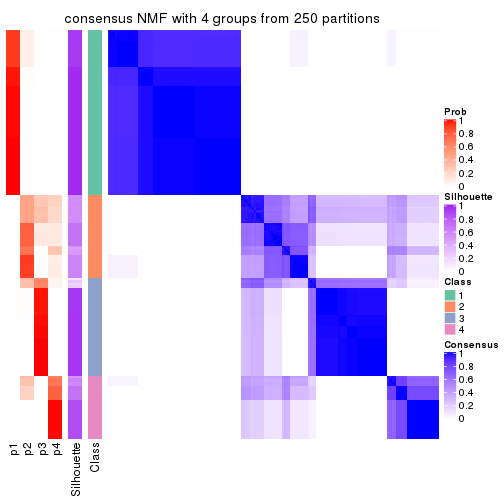 consensus NMF with 4 groups from 250 partitions
Prob
1
0.8
0.6
0.4
0.2
0
Silhouette
1
0.8
0.6
0.4
0.2
0
Class
1
2
3
4
Consensus
1
0.8
0.6
0.4
0.2
0
p1
p2
p3
p4
Silhouette
Class